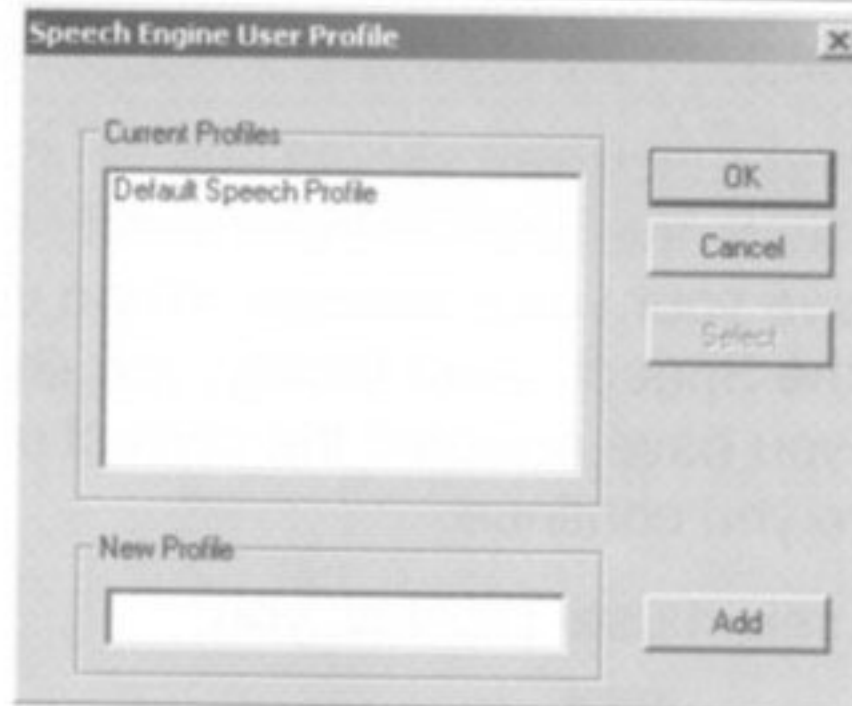 Speech Engine User Profile
Current Profiles
Default Speech Profile
OK
Cancel
Select
New Profile
Add